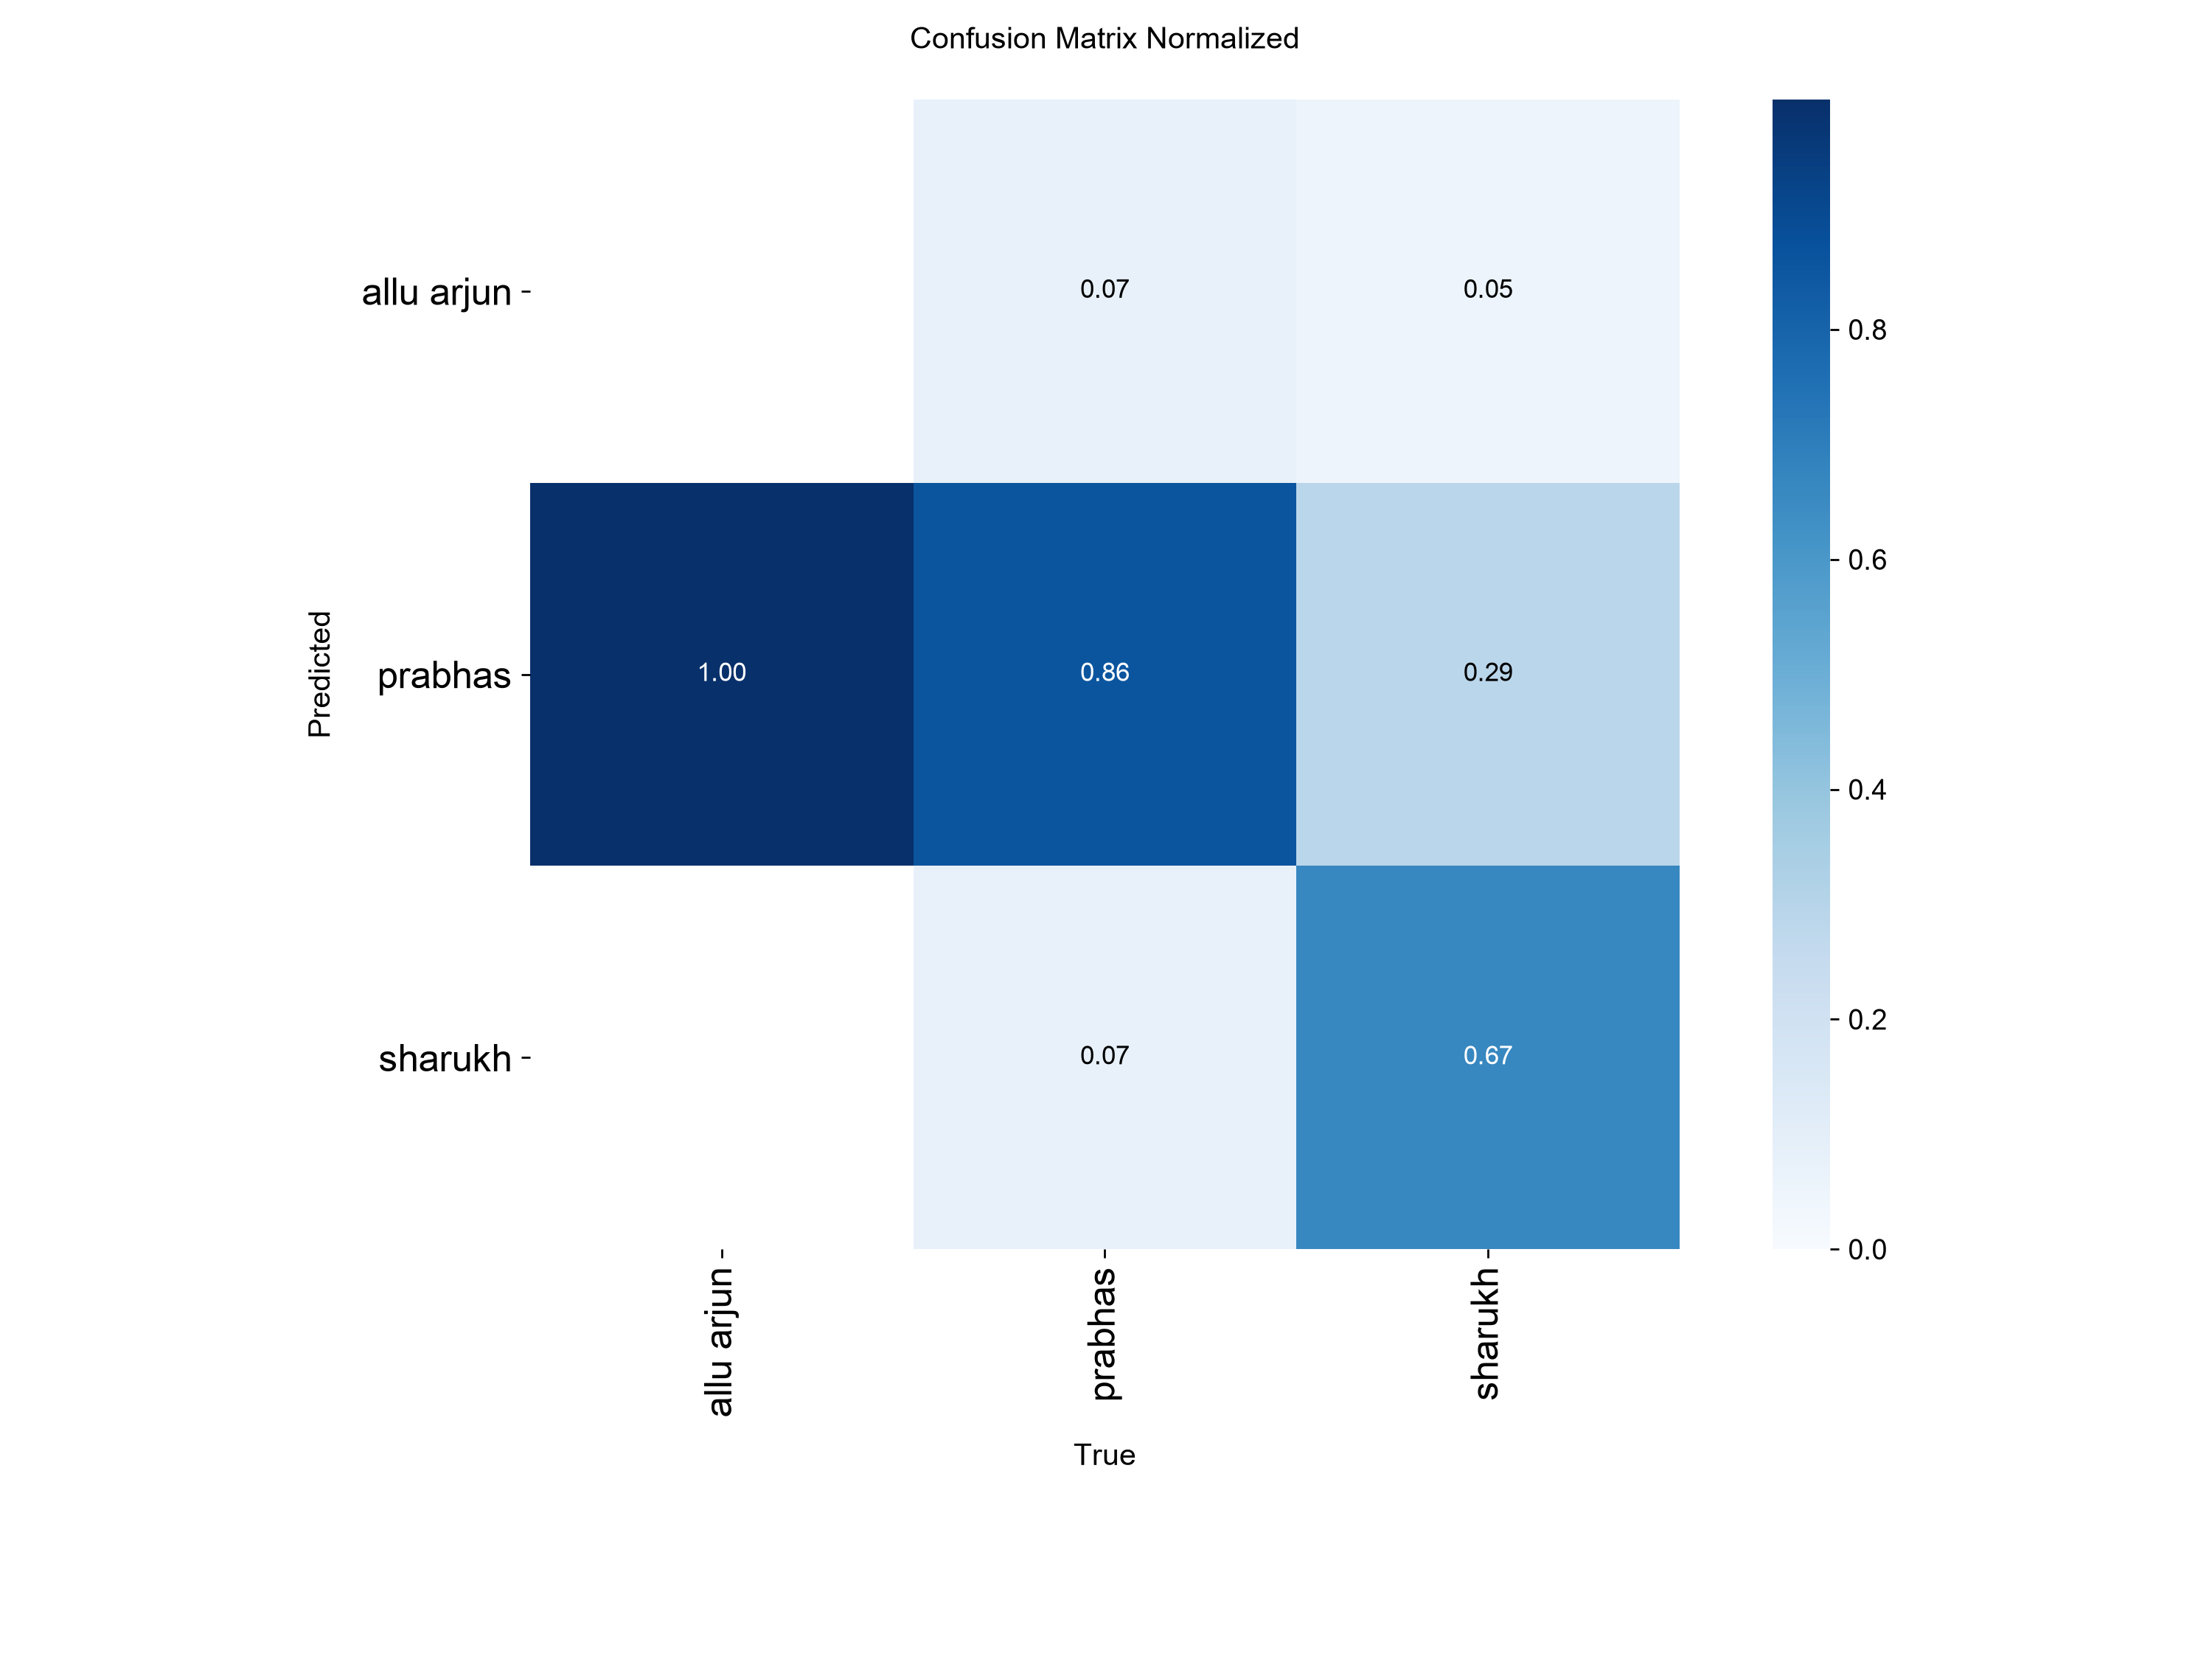 Confusion Matrix Normalized
allu arjun
0.07
0.05
prabhas
1.00
0.86
0.29
sharukh
0.07
0.67
Predicted
allu arjun
prabhas
sharukh
True
0.8
0.6
0.4
0.2
0.0